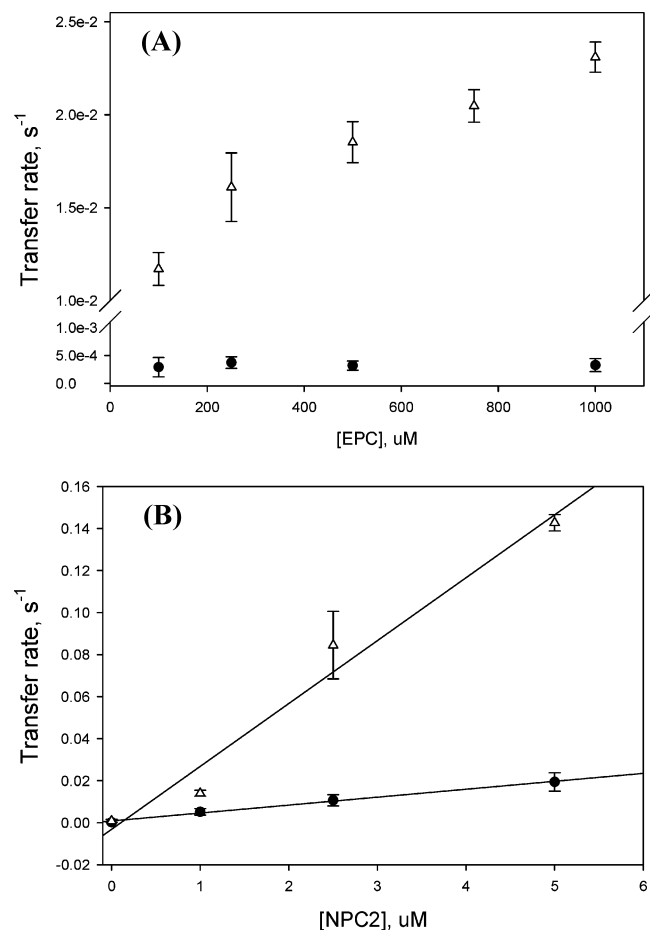 (A)
Transfer rate, s⁻¹
2.5e-2
2.0e-2
1.5e-2
1.0e-2
1.0e-3
5.0e-4
0.0
0 200 400 600 800 1000
[EPC], uM
(B)
Transfer rate, s⁻¹
0.16
0.14
0.12
0.10
0.08
0.06
0.04
0.02
0.00
-0.02
0 1 2 3 4 5 6
[NPC2], uM